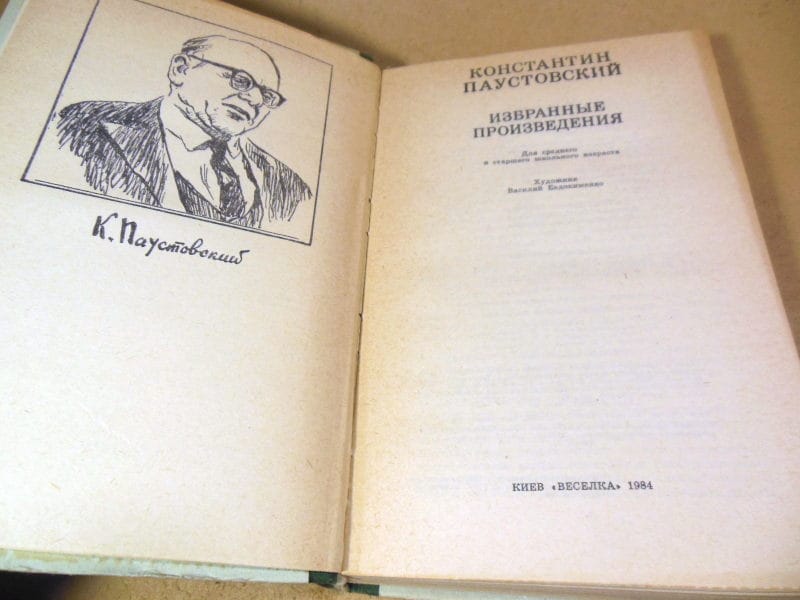 К. Паустовский
КОНСТАНТИН
ПАУСТОВСКИЙ
ИЗБРАННЫЕ
ПРОИЗВЕДЕНИЯ
Для среднего
и старшего школьного возраста
Художник
Василий Евдокименко
КИЕВ «ВЕСЕЛКА» 1984